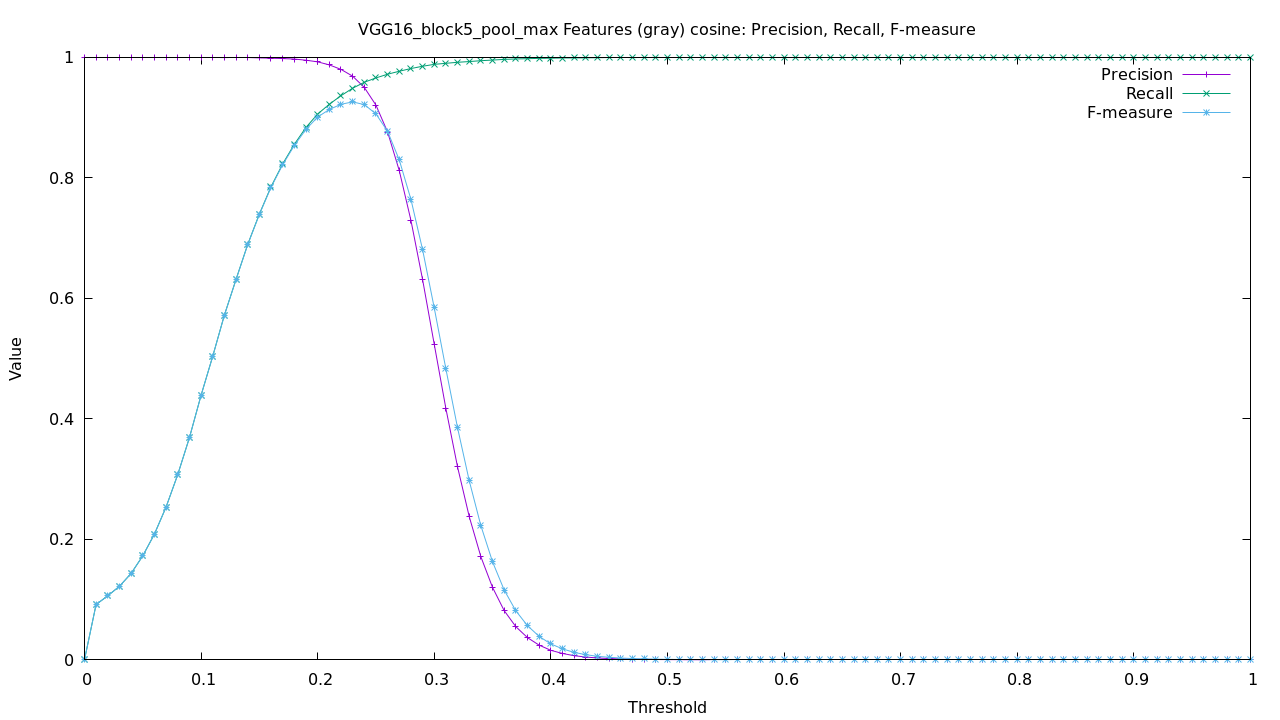 VGG16_block5_pool_max Features (gray) cosine: Precision, Recall, F-measure
1
0.8
0.6
0.4
0.2
0
Value
Precision
Recall
F-measure
0 0.1 0.2 0.3 0.4 0.5 0.6 0.7 0.8 0.9 1
Threshold